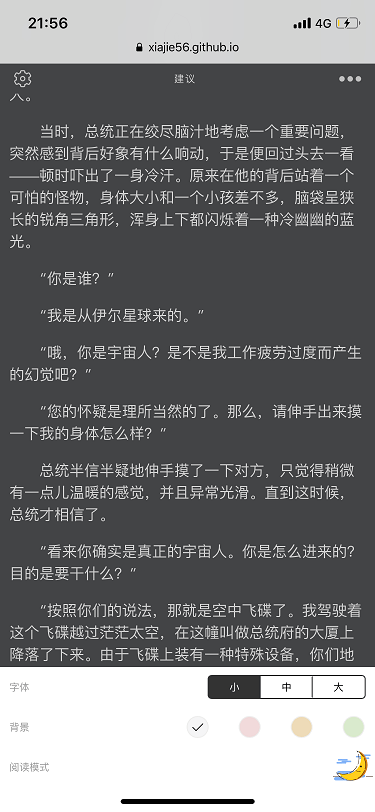 21:56
4G
xiajie56.github.io
建议
人。
当时，总统正在绞尽脑汁地考虑一个重要问题，
突然感到背后好象有什么响动，于是便回过头去一看
——顿时吓出了一身冷汗。原来在他的背后站着一个
可怕的怪物，身体大小和一个小孩差不多，脑袋呈狭
长的锐角三角形，浑身上下都闪烁着一种冷幽幽的蓝
光。
“你是谁？”
“我是从伊尔星球来的。”
“哦，你是宇宙人？是不是我工作疲劳过度而产生
的幻觉吧？”
“您的怀疑是理所当然的了。那么，请伸手出来摸
一下我的身体怎么样？”
总统半信半疑地伸手摸了一下对方，只觉得稍微
有一点儿温暖的感觉，并且异常光滑。直到这时候，
总统才相信了。
“看来你确实是真正的宇宙人。你是怎么进来的？
目的是要干什么？”
“按照你们的说法，那就是空中飞碟了。我驾驶着
这个飞碟越过茫茫太空，在这幢叫做总统府的大厦上
降落了下来。由于飞碟上装有一种特殊设备，你们地
字体
小 中 大
背景
阅读模式